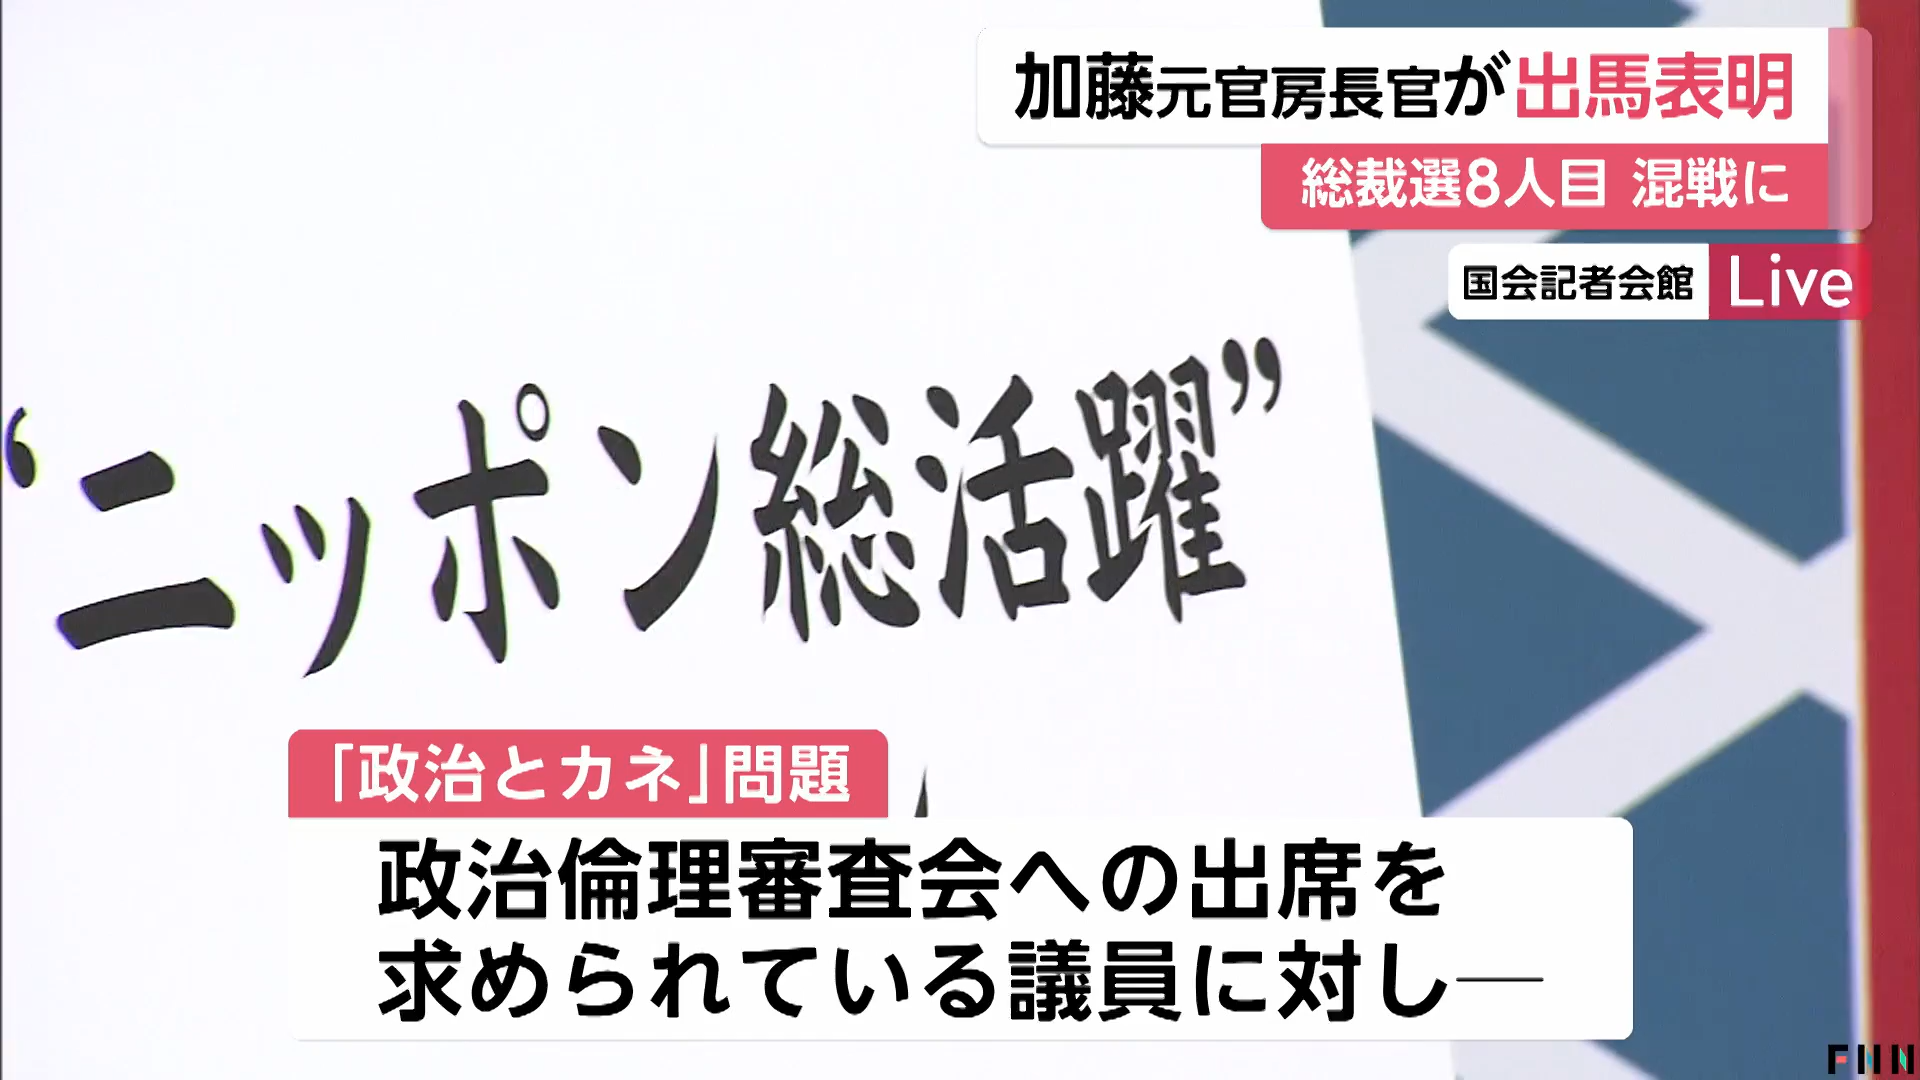 加藤元官房長官が出馬表明
総裁選8人目 混戦に
国会記者会館 Live
“ニッポン総活躍”
「政治とカネ」問題
政治倫理審査会への出席を
求められている議員に対し―
FNN